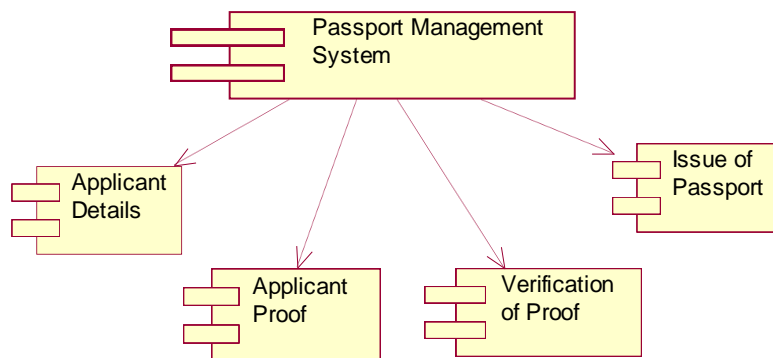 Passport Management
System
Applicant
Details
Issue of
Passport
Applicant
Proof
Verification
of Proof